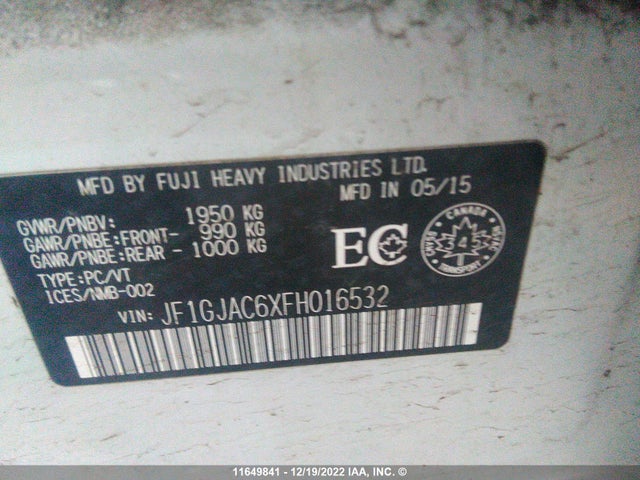 MFD BY FUJI HEAVY INDUSTRIES LTD.
MFD IN 05/15
GVWR/PNBV: 1950 KG
GAWR/PNBE:FRONT- 990 KG
GAWR/PNBE:REAR - 1000 KG
TYPE:PC/VT
ICES/NMB-002
EC
CANADA
TRANSPORT
345
VIN: JF1GJAC6XFH016532
11649841 - 12/19/2022 IAA, INC. ©